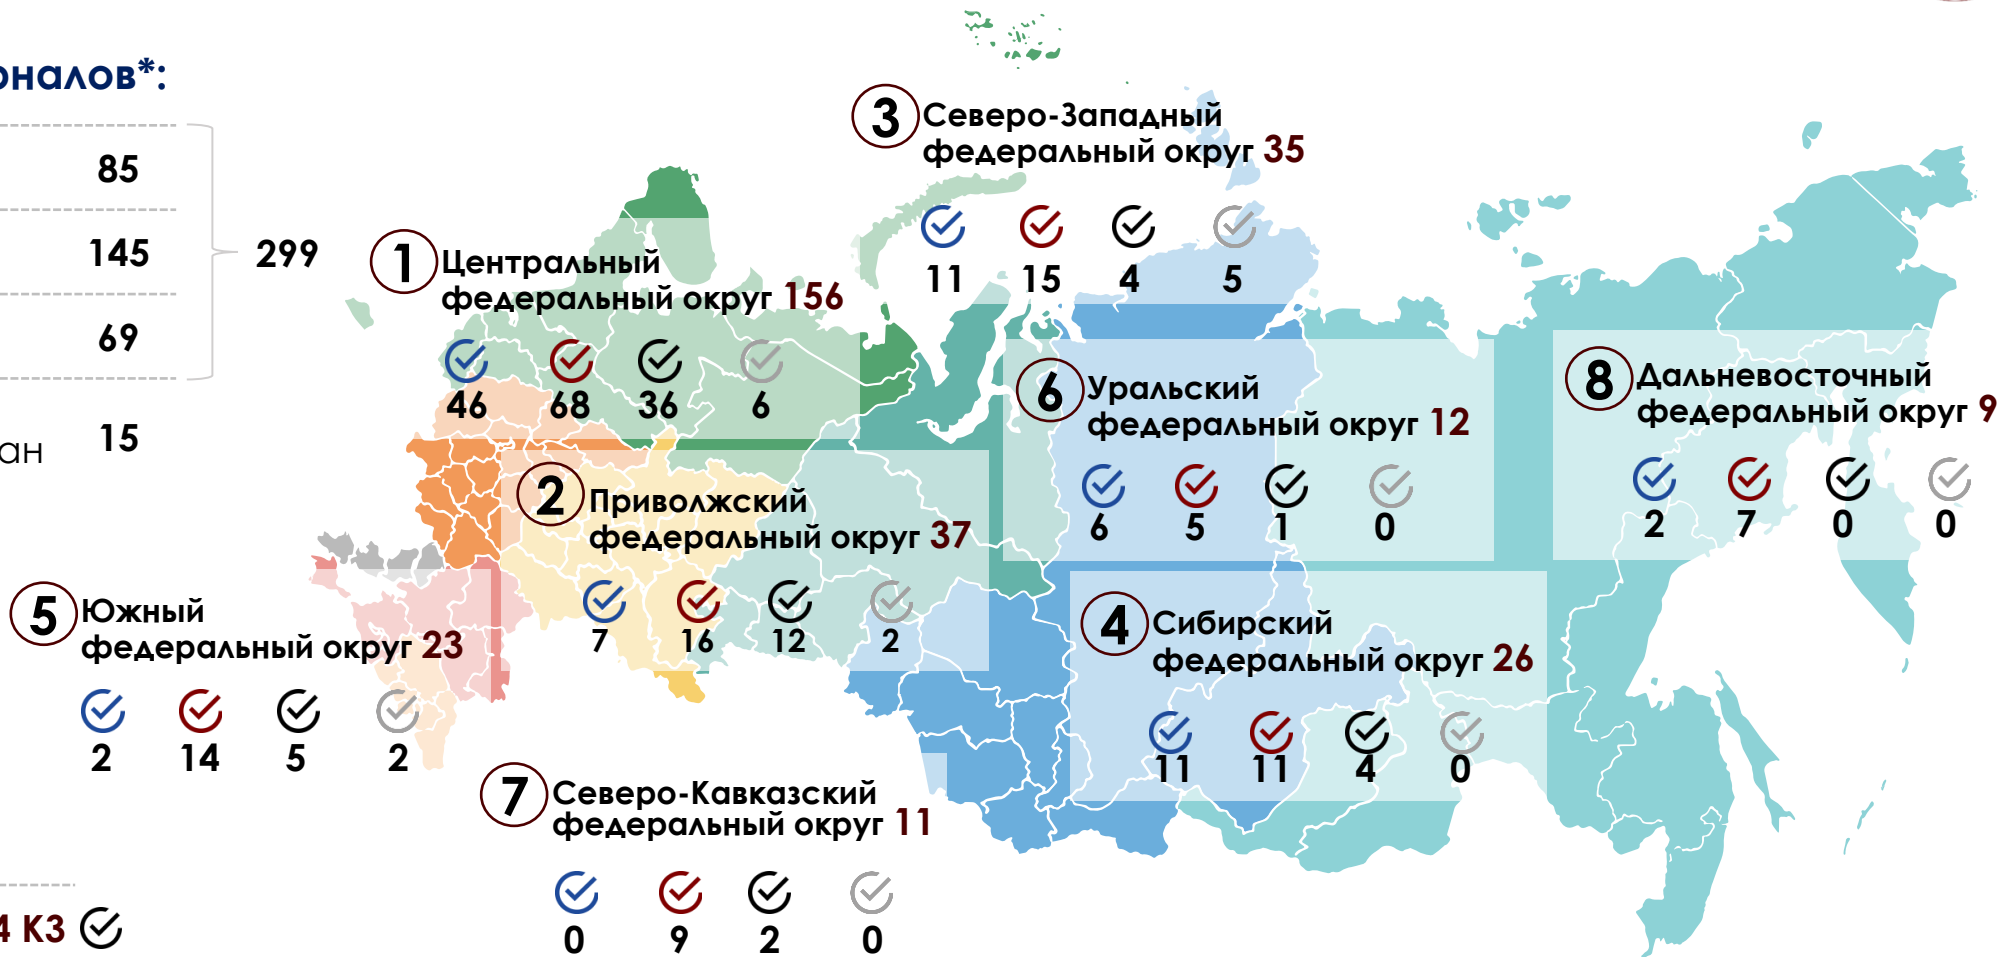 оналов*:
85
145
299
69
ан 15
3 Северо-Западный
федеральный округ 35
11 15 4 5
1 Центральный
федеральный округ 156
46 68 36 6
6 Уральский
федеральный округ 12
6 5 1 0
8 Дальневосточный
федеральный округ 9
2 7 0 0
2 Приволжский
федеральный округ 37
7 16 12 2
5 Южный
федеральный округ 23
2 14 5 2
4 Сибирский
федеральный округ 26
11 11 4 0
7 Северо-Кавказский
федеральный округ 11
0 9 2 0
4 КЗ